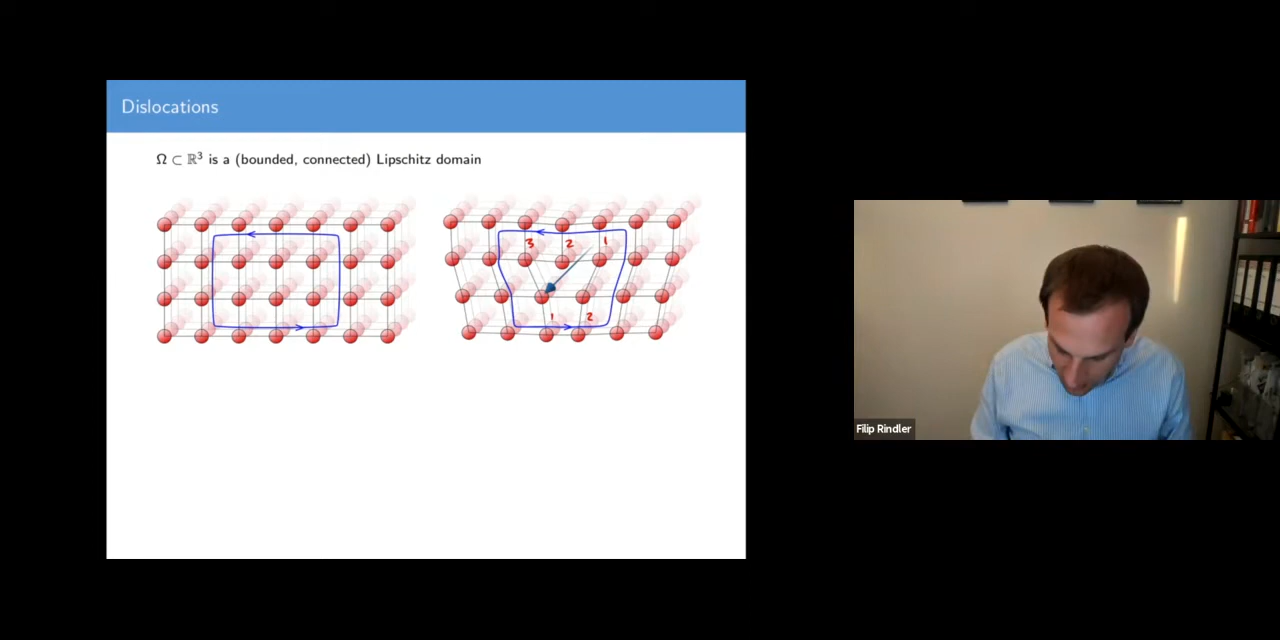 Dislocations
Ω ⊂ ℝ³ is a (bounded, connected) Lipschitz domain
3 2 1
1 2
Filip Rindler